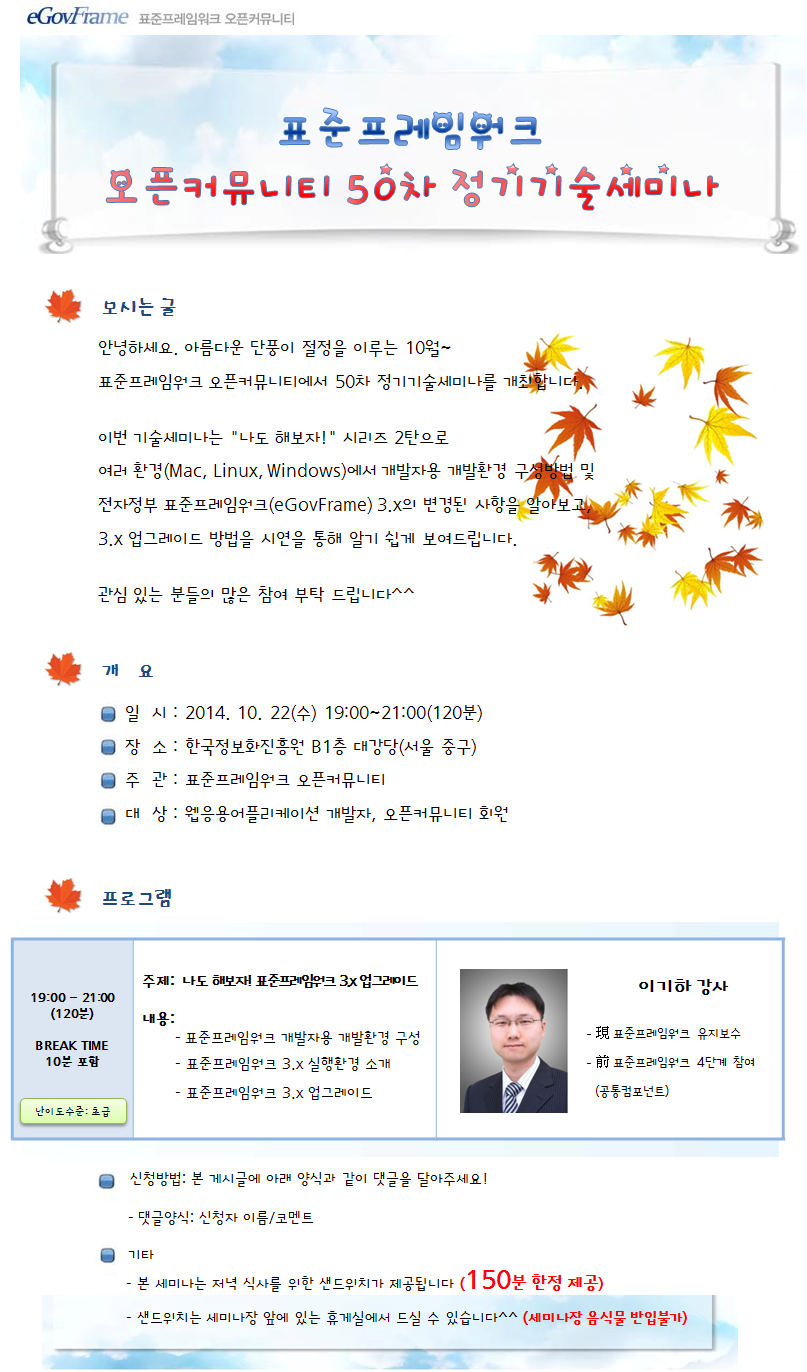 eGovFrame 표준프레임워크 오픈커뮤니티
표준프레임워크
오픈커뮤니티 50차 정기기술세미나
모시는 글
안녕하세요. 아름다운 단풍이 절정을 이루는 10월~
표준프레임워크 오픈커뮤니티에서 50차 정기기술세미나를 개최합니다.
이번 기술세미나는 "나도 해보자!" 시리즈 2탄으로
여러 환경(Mac, Linux, Windows)에서 개발자용 개발환경 구성방법 및
전자정부 표준프레임워크(eGovFrame) 3.x의 변경된 사항을 알아보고,
3.x 업그레이드 방법을 시연을 통해 알기 쉽게 보여드립니다.
관심 있는 분들의 많은 참여 부탁 드립니다^^
개 요
일 시 : 2014. 10. 22(수) 19:00~21:00(120분)
장 소 : 한국정보화진흥원 B1층 대강당(서울 중구)
주 관 : 표준프레임워크 오픈커뮤니티
대 상 : 웹응용어플리케이션 개발자, 오픈커뮤니티 회원
프로그램
19:00 – 21:00
(120분)
BREAK TIME
10분 포함
난이도수준: 초급
주제: 나도 해보자! 표준프레임워크 3.x 업그레이드
내용:
- 표준프레임워크 개발자용 개발환경 구성
- 표준프레임워크 3.x 실행환경 소개
- 표준프레임워크 3.x 업그레이드
이기하 강사
- 現 표준프레임워크 유지보수
- 前 표준프레임워크 4단계 참여
(공통컴포넌트)
신청방법: 본 게시글에 아래 양식과 같이 댓글을 달아주세요!
- 댓글양식: 신청자 이름/코멘트
기타
- 본 세미나는 저녁 식사를 위한 샌드위치가 제공됩니다 (150분 한정 제공)
- 샌드위치는 세미나장 앞에 있는 휴게실에서 드실 수 있습니다^^ (세미나장 음식물 반입불가)